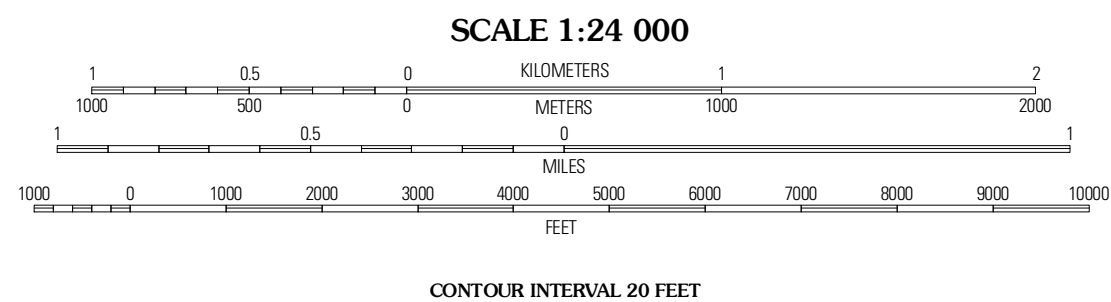 SCALE 1:24 000
KILOMETERS
1 0.5 0 1 2
1000 500 0 1000 2000
METERS
1 0.5 0 1
MILES
1000 0 1000 2000 3000 4000 5000 6000 7000 8000 9000 10000
FEET
CONTOUR INTERVAL 20 FEET